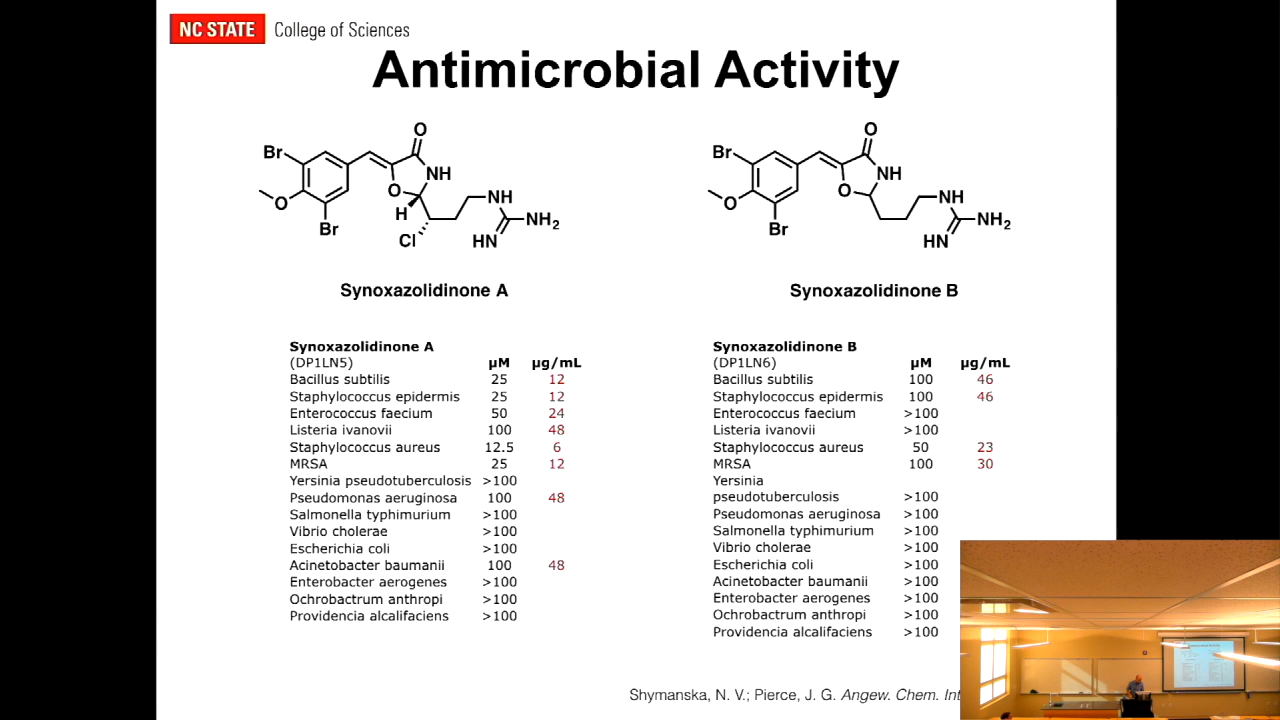 NC STATE College of Sciences
Antimicrobial Activity
Br
O
NH
O
O
Br
H
Cl
NH
NH₂
HN
Synoxazolidinone A
Br
O
NH
O
O
Br
NH
NH₂
HN
Synoxazolidinone B
Synoxazolidinone A
(DP1LN5) µM µg/mL
Bacillus subtilis 25 12
Staphylococcus epidermis 25 12
Enterococcus faecium 50 24
Listeria ivanovii 100 48
Staphylococcus aureus 12.5 6
MRSA 25 12
Yersinia pseudotuberculosis >100
Pseudomonas aeruginosa 100 48
Salmonella typhimurium >100
Vibrio cholerae >100
Escherichia coli >100
Acinetobacter baumanii 100 48
Enterobacter aerogenes >100
Ochrobactrum anthropi >100
Providencia alcalifaciens >100
Synoxazolidinone B
(DP1LN6) µM µg/mL
Bacillus subtilis 100 46
Staphylococcus epidermis 100 46
Enterococcus faecium >100
Listeria ivanovii >100
Staphylococcus aureus 50 23
MRSA 100 30
Yersinia
pseudotuberculosis >100
Pseudomonas aeruginosa >100
Salmonella typhimurium >100
Vibrio cholerae >100
Escherichia coli >100
Acinetobacter baumanii >100
Enterobacter aerogenes >100
Ochrobactrum anthropi >100
Providencia alcalifaciens >100
Shymanska, N. V.; Pierce, J. G. Angew. Chem. Int